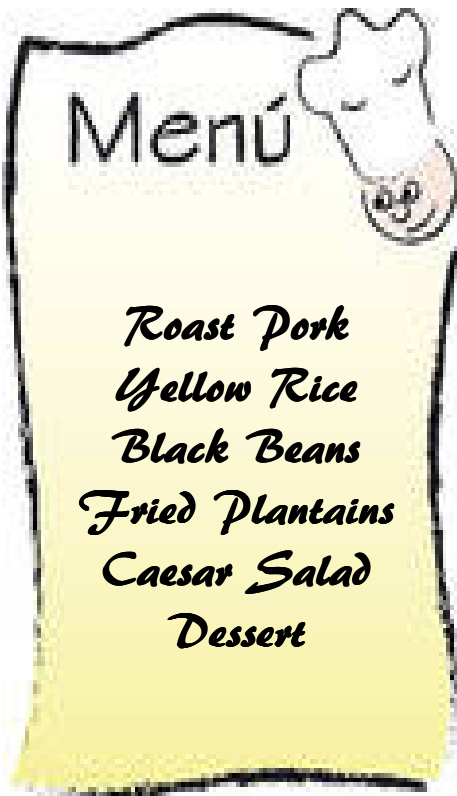 Menú
Roast Pork
Yellow Rice
Black Beans
Fried Plantains
Caesar Salad
Dessert